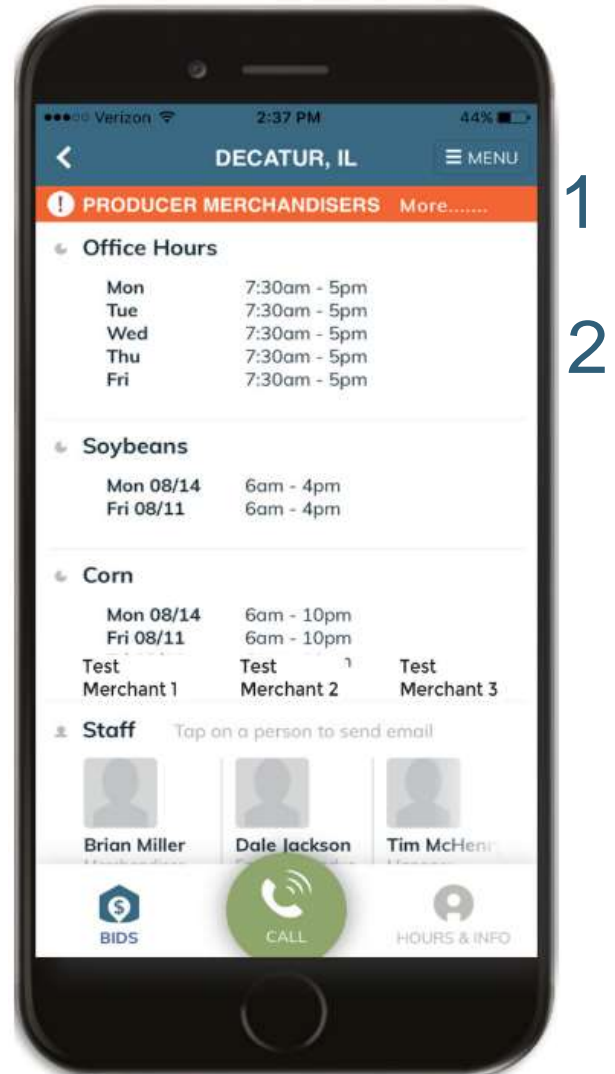 Verizon 2:37 PM 44%
DECATUR, IL MENU
! PRODUCER MERCHANDISERS More.......
1
Office Hours
Mon 7:30am - 5pm
Tue 7:30am - 5pm
2
Wed 7:30am - 5pm
Thu 7:30am - 5pm
Fri 7:30am - 5pm
Soybeans
Mon 08/14 6am - 4pm
Fri 08/11 6am - 4pm
Corn
Mon 08/14 6am - 10pm
Fri 08/11 6am - 10pm
Test Test Test
Merchant 1 Merchant 2 Merchant 3
Staff Tap on a person to send email
Brian Miller Dale Jackson Tim McHenr
$
BIDS CALL HOURS & INFO